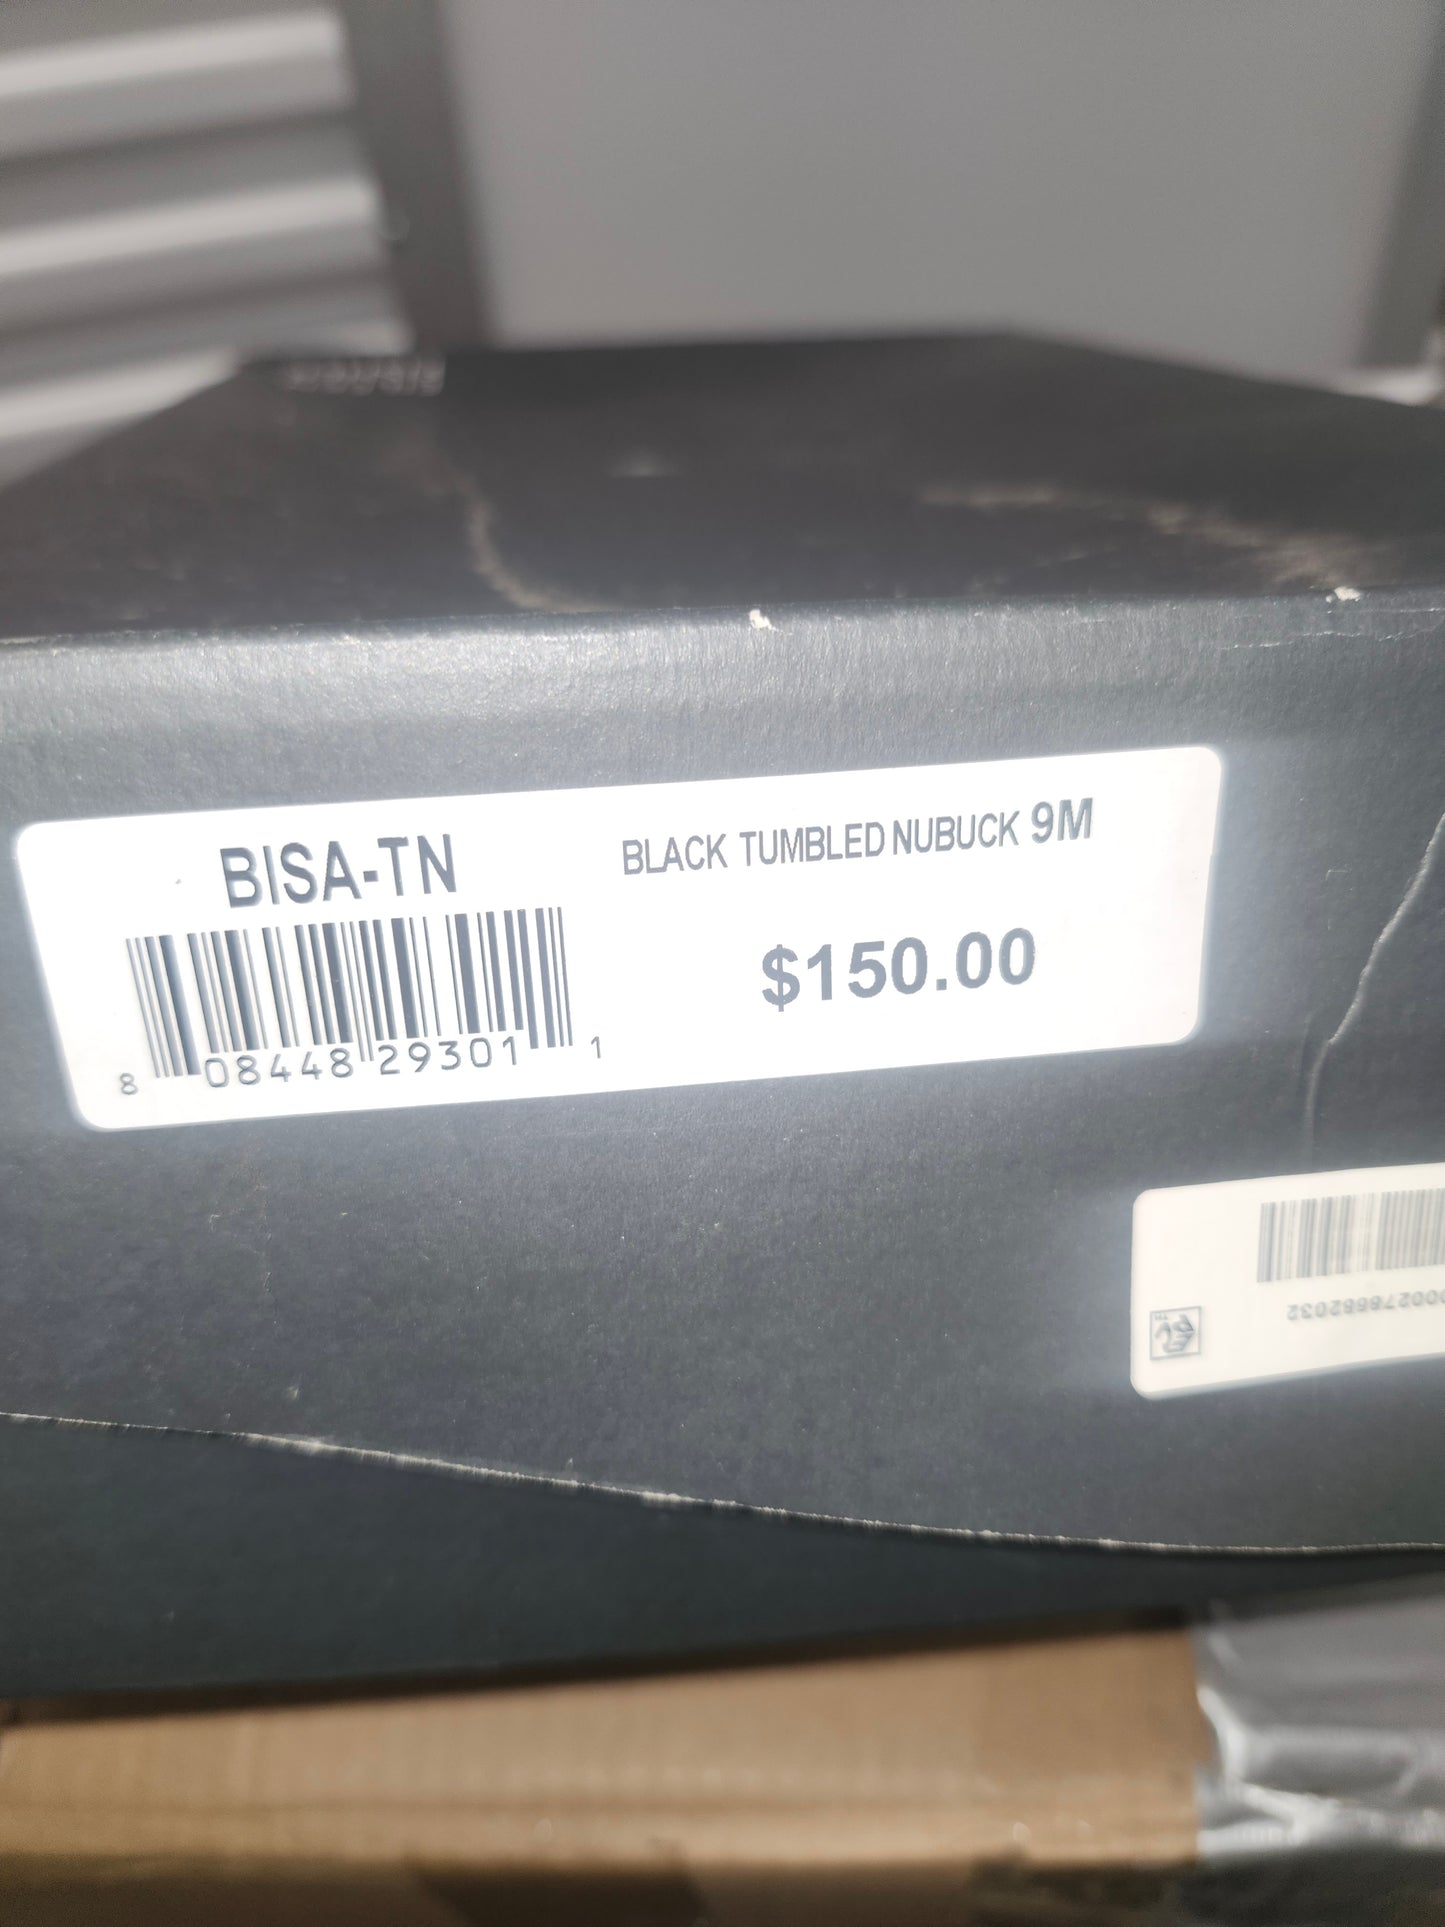 BISA-TN
BLACK TUMBLED NUBUCK 9M
$150.00
8 08448 29301 1